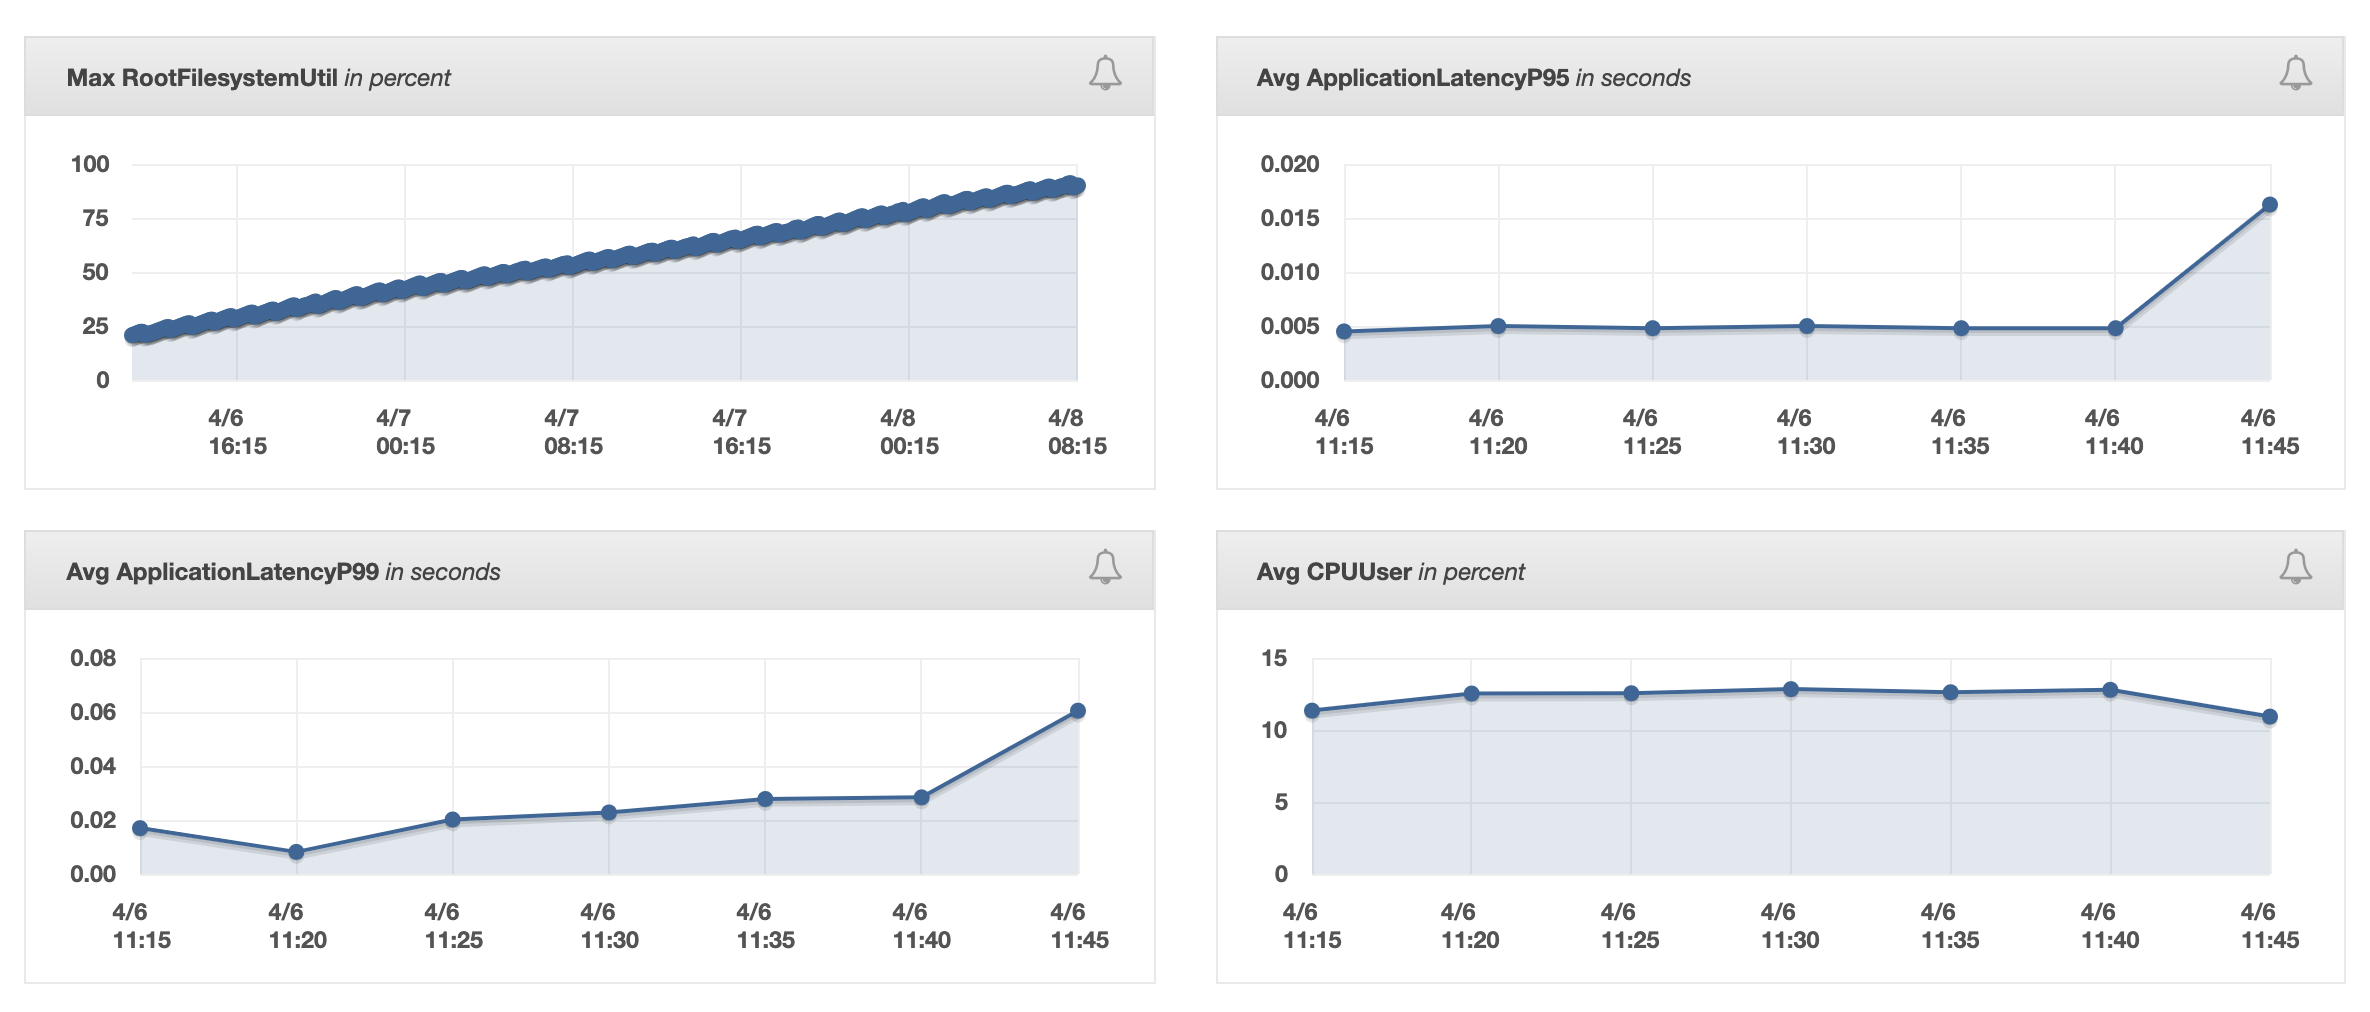 Max RootFilesystemUtil in percent
100
75
50
25
0
4/6 4/7 4/7 4/7 4/8 4/8
16:15 00:15 08:15 16:15 00:15 08:15
Avg ApplicationLatencyP95 in seconds
0.020
0.015
0.010
0.005
0.000
4/6 4/6 4/6 4/6 4/6 4/6 4/6
11:15 11:20 11:25 11:30 11:35 11:40 11:45
Avg ApplicationLatencyP99 in seconds
0.08
0.06
0.04
0.02
0.00
4/6 4/6 4/6 4/6 4/6 4/6 4/6
11:15 11:20 11:25 11:30 11:35 11:40 11:45
Avg CPUUser in percent
15
10
5
0
4/6 4/6 4/6 4/6 4/6 4/6 4/6
11:15 11:20 11:25 11:30 11:35 11:40 11:45